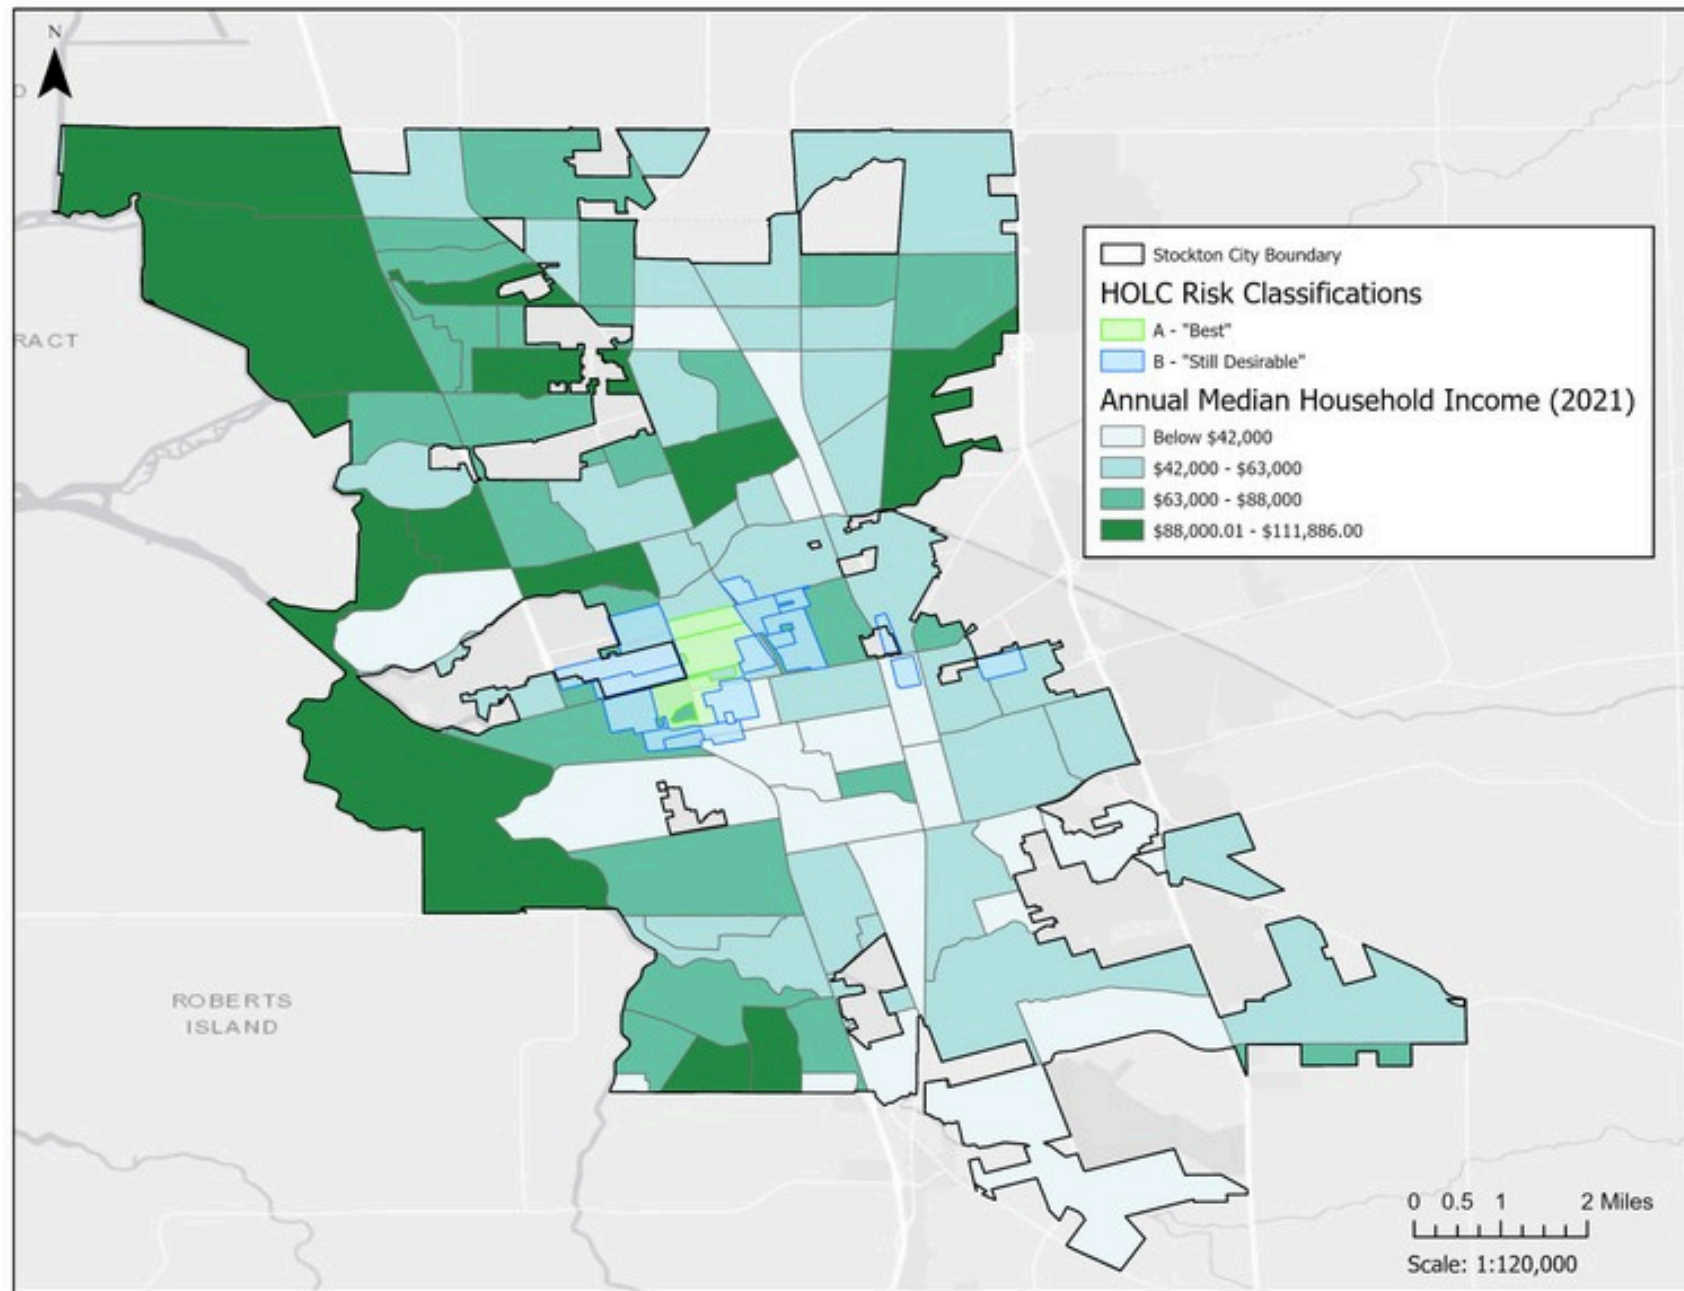 N
RACT
Stockton City Boundary
HOLC Risk Classifications
A - "Best"
B - "Still Desirable"
Annual Median Household Income (2021)
Below $42,000
$42,000 - $63,000
$63,000 - $88,000
$88,000.01 - $111,886.00
ROBERTS
ISLAND
0 0.5 1 2 Miles
Scale: 1:120,000